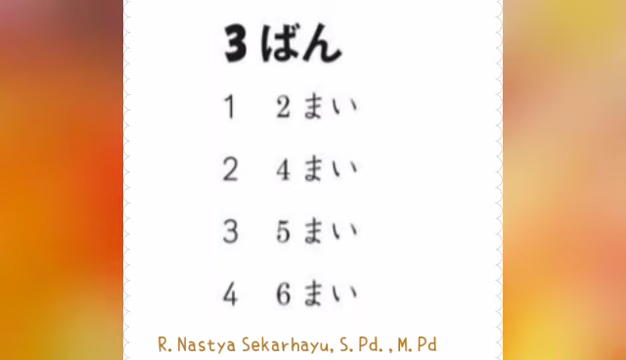 3 ばん
1 2 まい
2 4 まい
3 5 まい
4 6 まい
R. Nastya Sekarhayu, S. Pd. , M. Pd